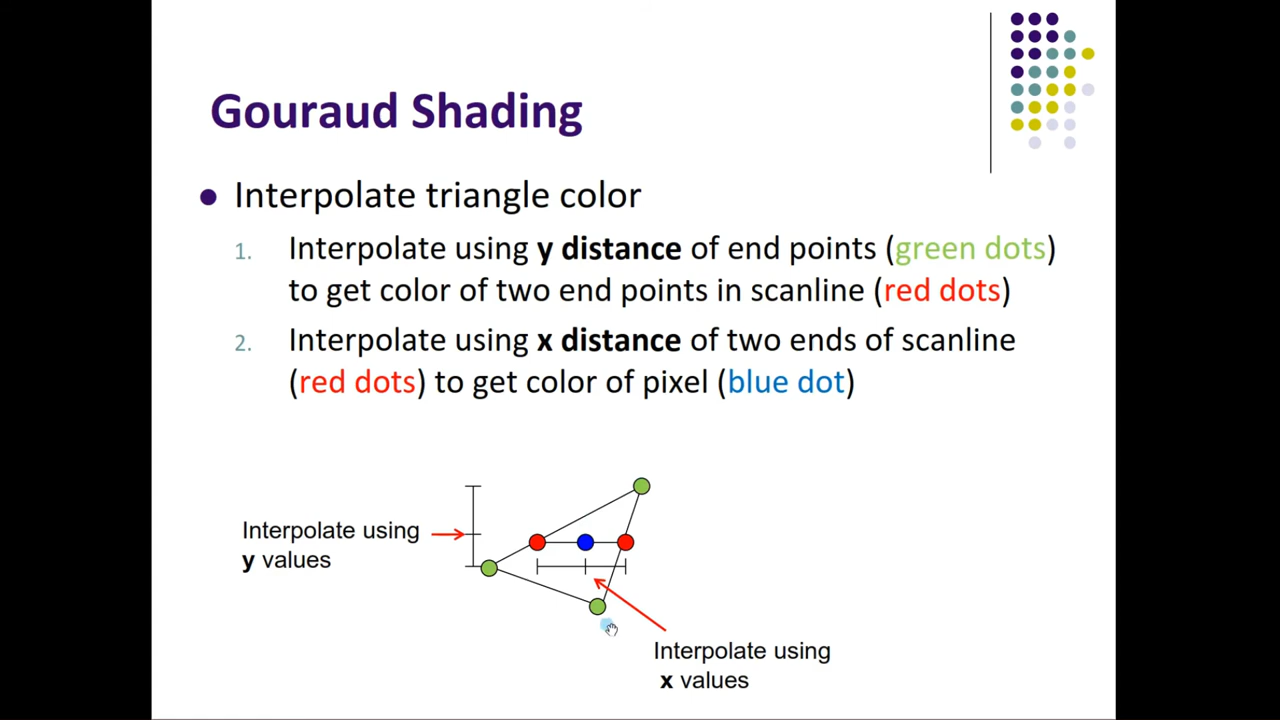 Gouraud Shading
● Interpolate triangle color
1. Interpolate using y distance of end points (green dots)
to get color of two end points in scanline (red dots)
2. Interpolate using x distance of two ends of scanline
(red dots) to get color of pixel (blue dot)
Interpolate using
y values
Interpolate using
x values